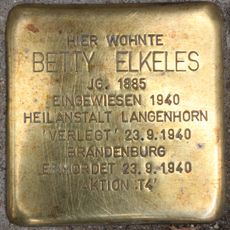 HIER WOHNTE
BETTY ELKELES
JG. 1885
EINGEWIESEN 1940
HEILANSTALT LANGENHORN
'VERLEGT' 23.9.1940
BRANDENBURG
ERMORDET 23.9.1940
AKTION 'T4'